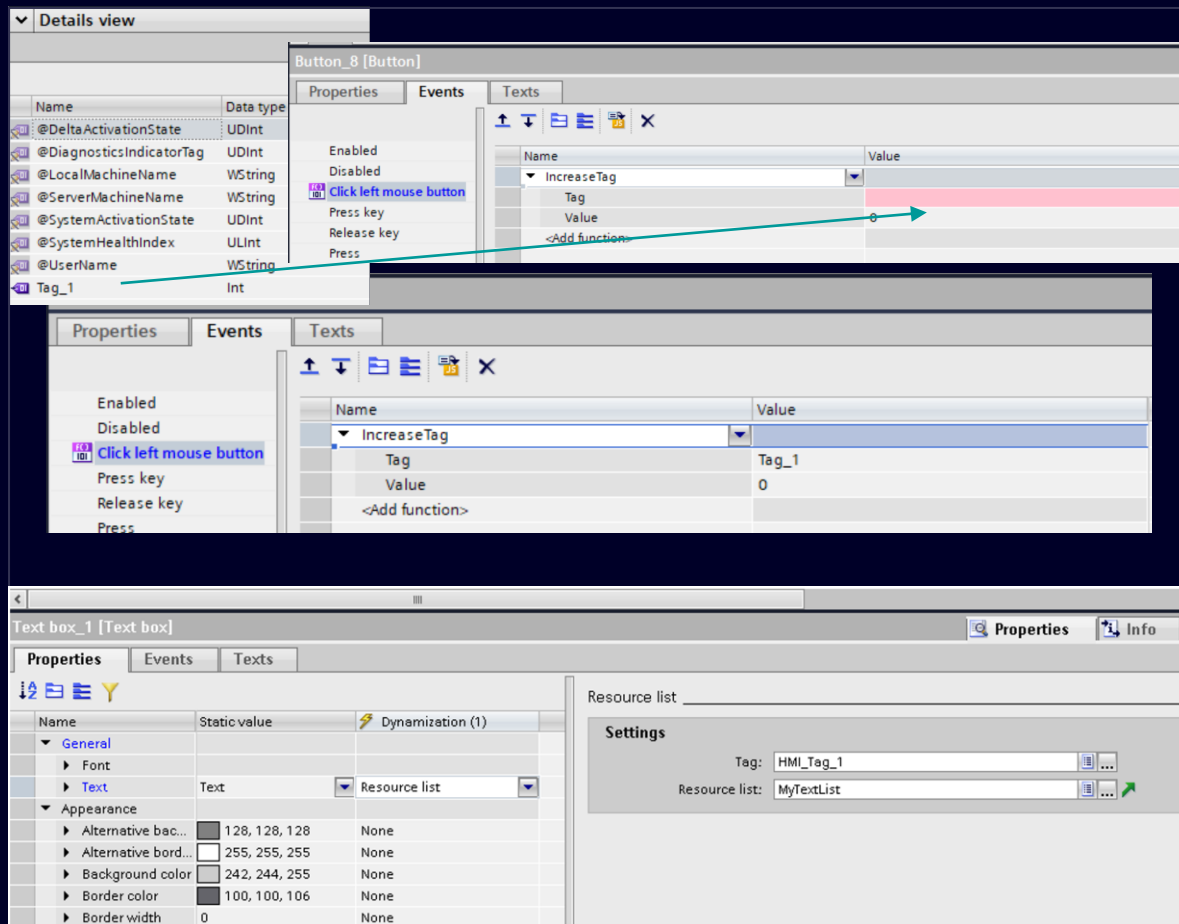 Details view
Name Data type
@DeltaActivationState UDInt
@DiagnosticsIndicatorTag UDInt
@LocalMachineName WString
@ServerMachineName WString
@SystemActivationState UDInt
@SystemHealthIndex ULInt
@UserName WString
Tag_1 Int
Button_8 [Button]
Properties Events Texts
Name Value
Enabled
Disabled
Click left mouse button
Press key
Release key
Press
IncreaseTag
Tag
Value 0
<Add function>
Properties Events Texts
Enabled
Disabled
Click left mouse button
Press key
Release key
Press
Name Value
IncreaseTag
Tag Tag_1
Value 0
<Add function>
Text box_1 [Text box] Properties Info
Properties Events Texts
Name Static value Dynamization (1)
General
Font
Text Text Resource list
Appearance
Alternative bac... 128, 128, 128 None
Alternative bord... 255, 255, 255 None
Background color 242, 244, 255 None
Border color 100, 100, 106 None
Border width 0 None
Resource list
Settings
Tag: HMI_Tag_1
Resource list: MyTextList